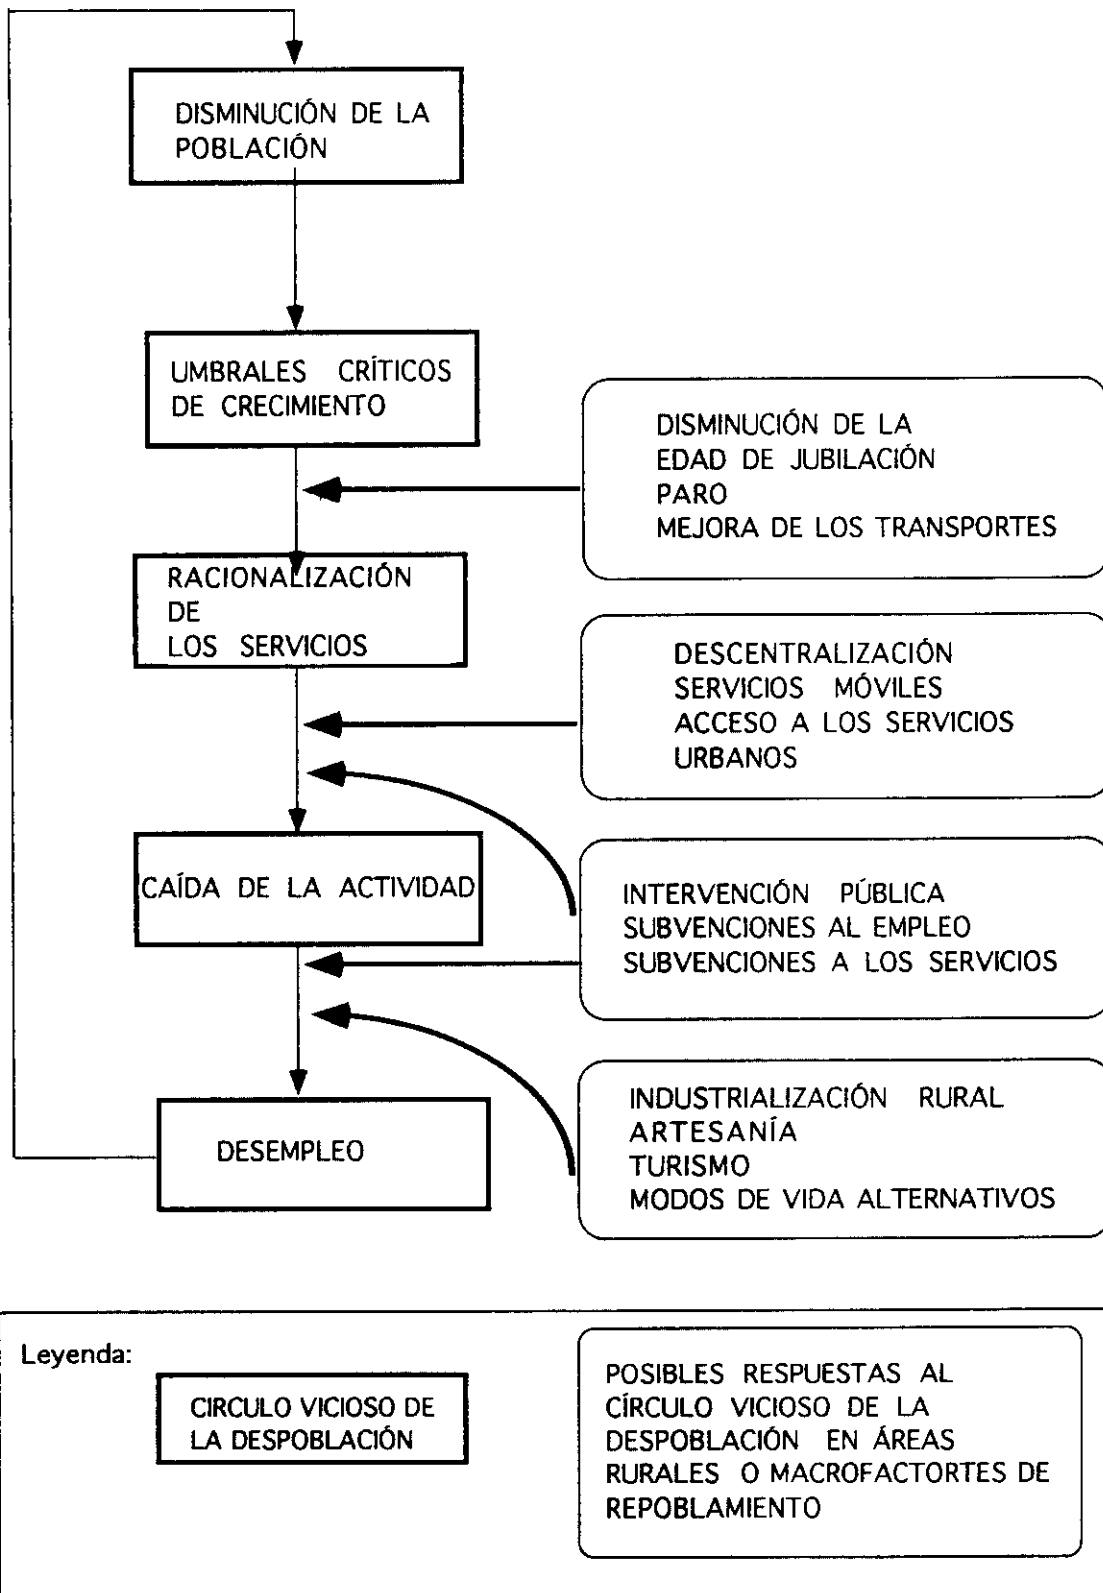 DISMINUCIÓN DE LA
POBLACIÓN
UMBRALES CRÍTICOS
DE CRECIMIENTO
DISMINUCIÓN DE LA
EDAD DE JUBILACIÓN
PARO
MEJORA DE LOS TRANSPORTES
RACIONALIZACIÓN
DE
LOS SERVICIOS
DESCENTRALIZACIÓN
SERVICIOS MÓVILES
ACCESO A LOS SERVICIOS
URBANOS
CAÍDA DE LA ACTIVIDAD
INTERVENCIÓN PÚBLICA
SUBVENCIONES AL EMPLEO
SUBVENCIONES A LOS SERVICIOS
INDUSTRIALIZACIÓN RURAL
ARTESANÍA
TURISMO
MODOS DE VIDA ALTERNATIVOS
DESEMPLEO
Leyenda:
CIRCULO VICIOSO DE
LA DESPOBLACIÓN
POSIBLES RESPUESTAS AL
CÍRCULO VICIOSO DE LA
DESPOBLACIÓN EN ÁREAS
RURALES O MACROFACTORTES DE
REPOBLAMIENTO